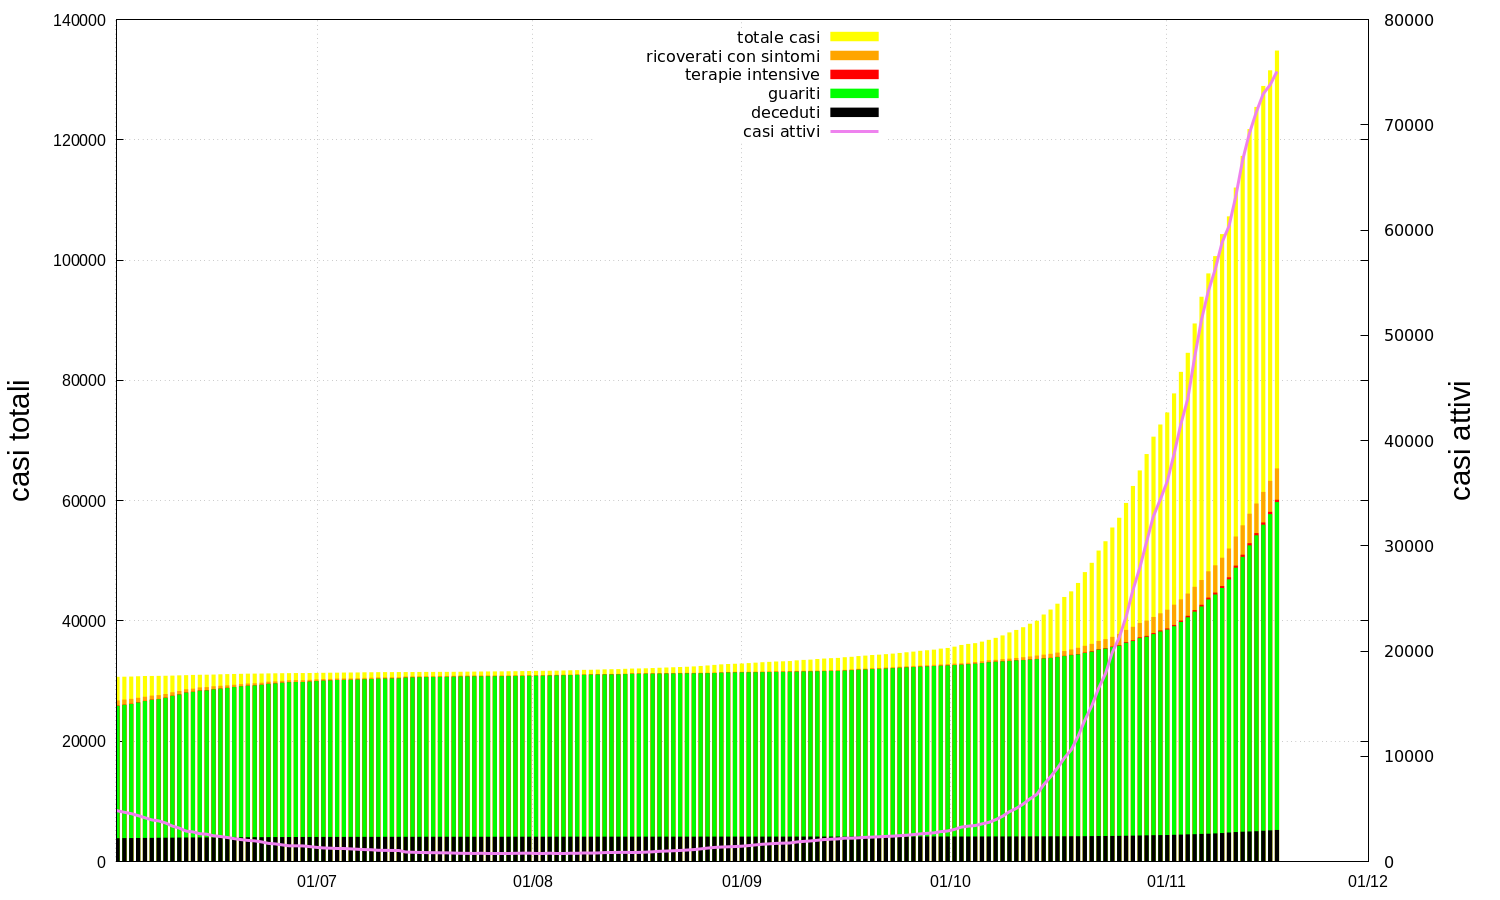 totale casi
ricoverati con sintomi
terapie intensive
guariti
deceduti
casi attivi
casi totali
140000
120000
100000
80000
60000
40000
20000
0
80000
70000
60000
50000
40000
30000
20000
10000
0
casi attivi
01/07
01/08
01/09
01/10
01/11
01/12